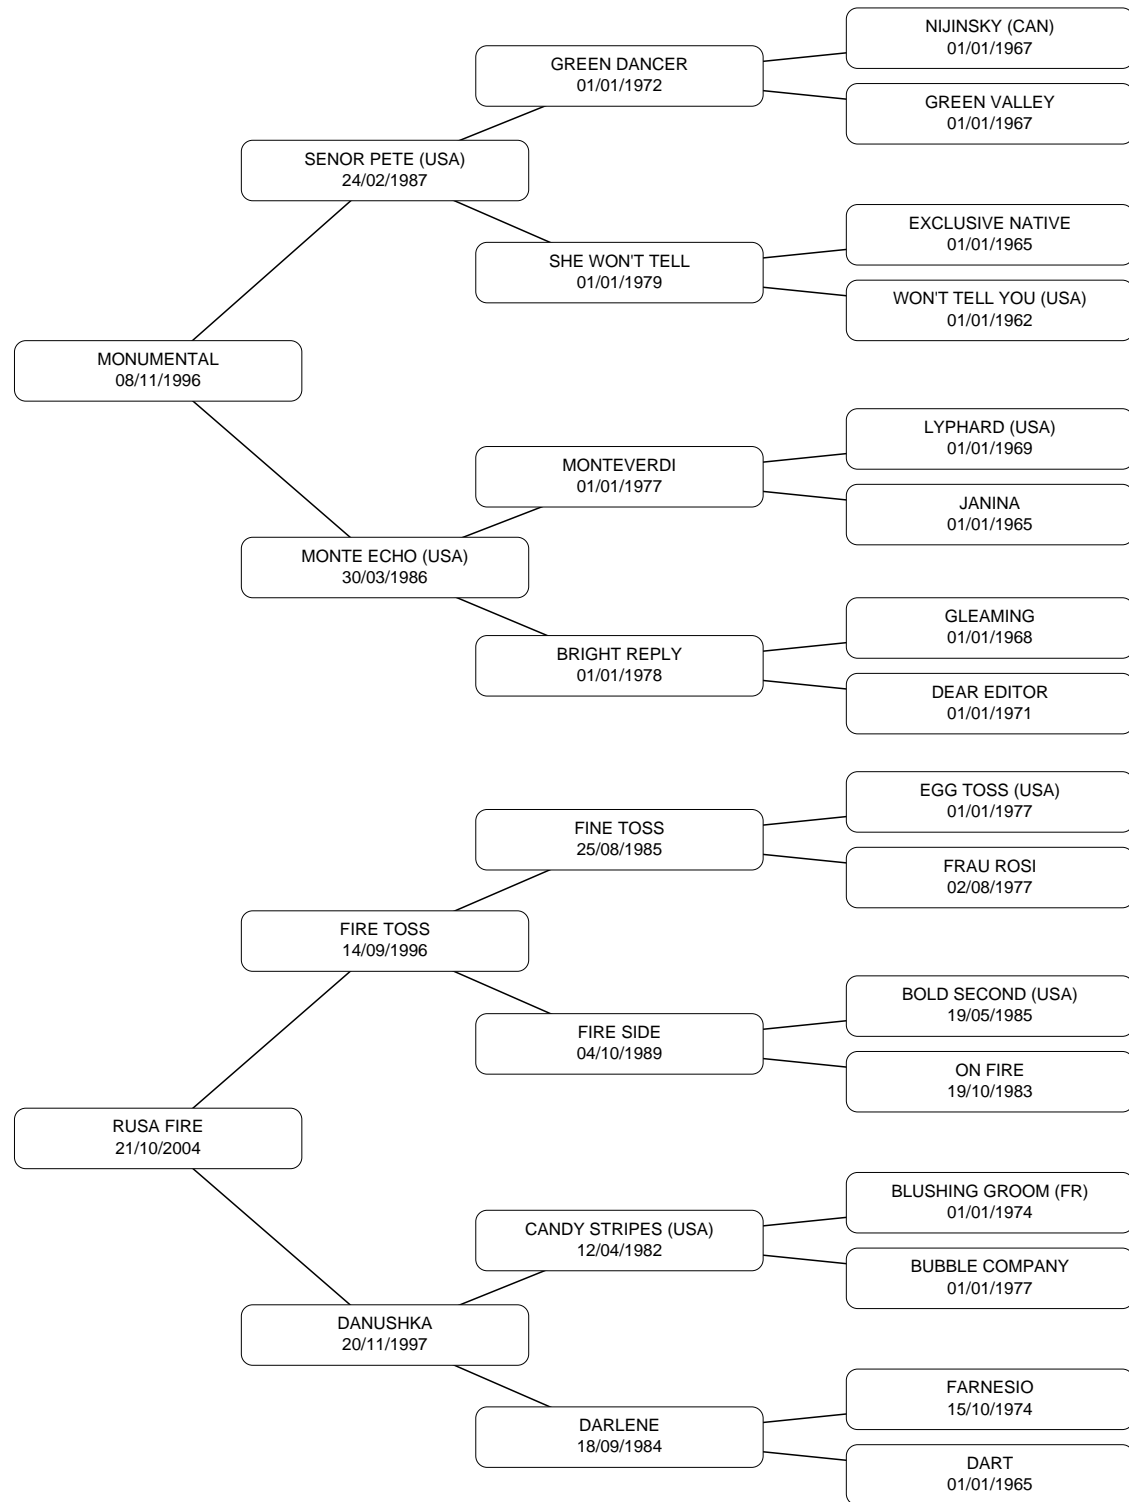 NIJINSKY (CAN)
01/01/1967
GREEN DANCER
01/01/1972
GREEN VALLEY
01/01/1967
SENOR PETE (USA)
24/02/1987
EXCLUSIVE NATIVE
01/01/1965
SHE WON'T TELL
01/01/1979
WON'T TELL YOU (USA)
01/01/1962
MONUMENTAL
08/11/1996
LYPHARD (USA)
01/01/1969
MONTEVERDI
01/01/1977
JANINA
01/01/1965
MONTE ECHO (USA)
30/03/1986
GLEAMING
01/01/1968
BRIGHT REPLY
01/01/1978
DEAR EDITOR
01/01/1971
EGG TOSS (USA)
01/01/1977
FINE TOSS
25/08/1985
FRAU ROSI
02/08/1977
FIRE TOSS
14/09/1996
BOLD SECOND (USA)
19/05/1985
FIRE SIDE
04/10/1989
ON FIRE
19/10/1983
RUSA FIRE
21/10/2004
BLUSHING GROOM (FR)
01/01/1974
CANDY STRIPES (USA)
12/04/1982
BUBBLE COMPANY
01/01/1977
DANUSHKA
20/11/1997
FARNESIO
15/10/1974
DARLENE
18/09/1984
DART
01/01/1965